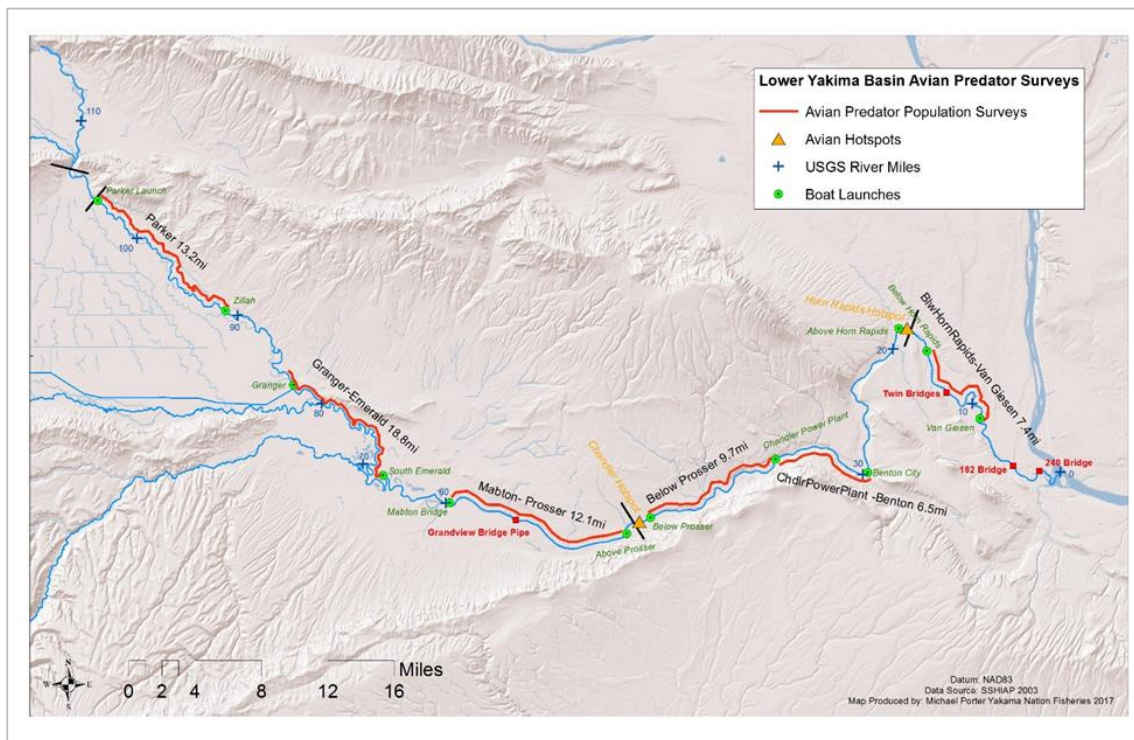 Lower Yakima Basin Avian Predator Surveys
Avian Predator Population Surveys
Avian Hotspots
USGS River Miles
Boat Launches
110
Parker Launch
Parker 13.2mi
100
Zillah
90
Horn Rapids Hotspot
Below Horn Rapids
BlwHornRapids-Van Giesen 7.4mi
Above Horn Rapids
20
Granger
Granger-Emerald 18.8mi
80
Twin Bridges
10
Van Giesen
70
South Emerald
Chandler Power Plant
182 Bridge
240 Bridge
0
30
Benton City
60
Mabton Bridge
Mabton- Prosser 12.1mi
Chandler Hotspot
Below Prosser 9.7mi
ChdlrPowerPlant -Benton 6.5mi
Grandview Bridge Pipe
Below Prosser
Above Prosser
N
W E
S
Miles
0 2 4 8 12 16
Datum: NAD83
Data Source: SSHIAP 2003
Map Produced by: Michael Porter Yakama Nation Fisheries 2017